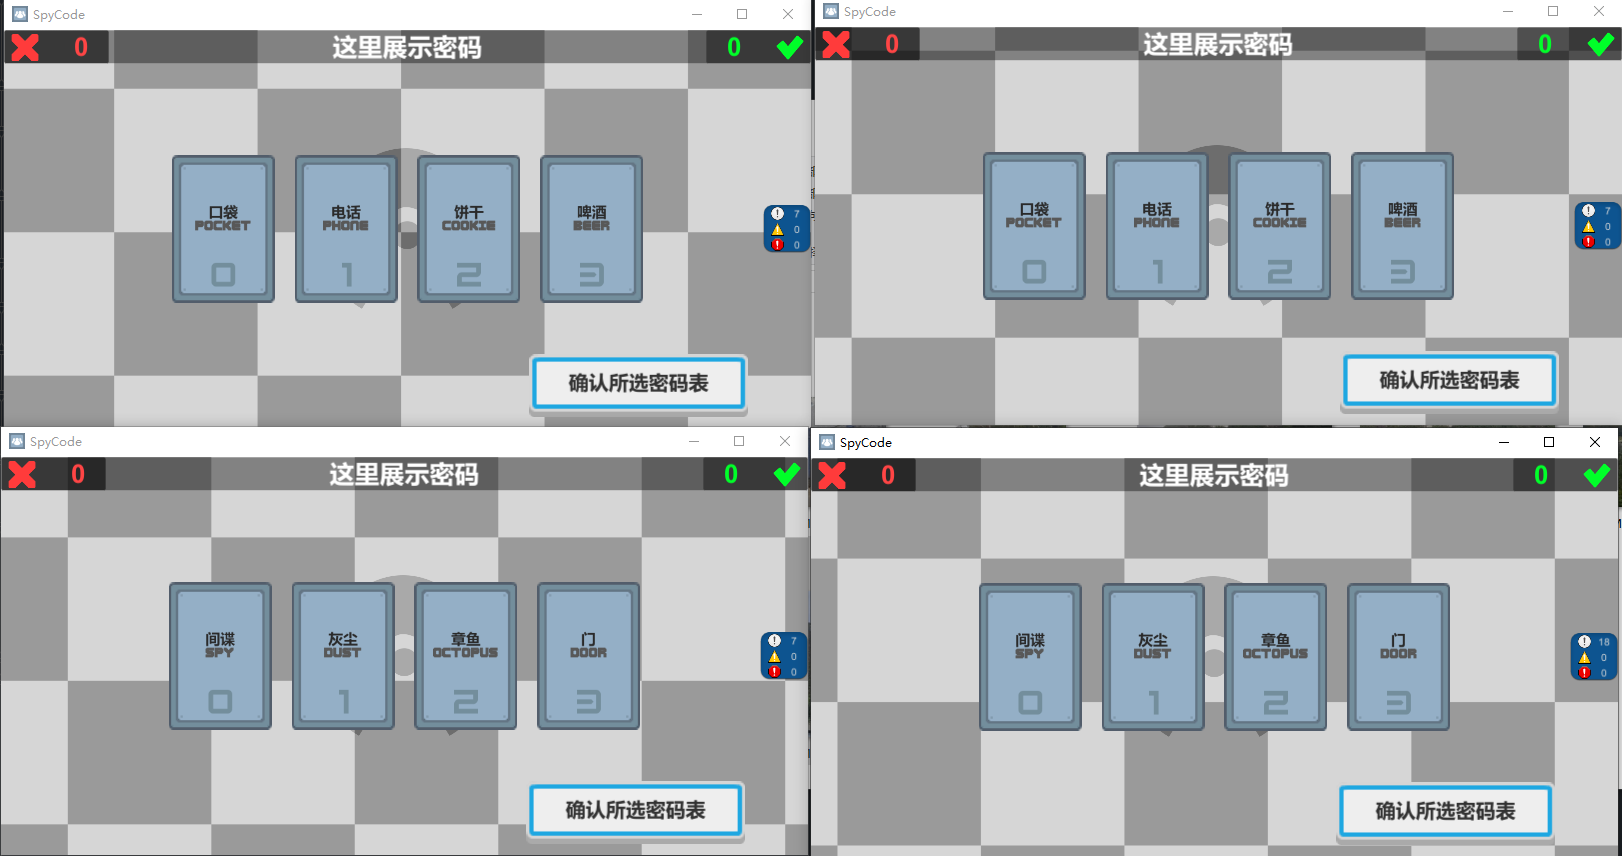 SpyCode
0
这里展示密码
0
口袋
POCKET
0
电话
PHONE
1
饼干
COOKIE
2
啤酒
BEER
3
7
0
0
确认所选密码表
SpyCode
0
这里展示密码
0
口袋
POCKET
0
电话
PHONE
1
饼干
COOKIE
2
啤酒
BEER
3
7
0
0
确认所选密码表
SpyCode
0
这里展示密码
0
间谍
SPY
0
灰尘
DUST
1
章鱼
OCTOPUS
2
门
DOOR
3
7
0
0
确认所选密码表
SpyCode
0
这里展示密码
0
间谍
SPY
0
灰尘
DUST
1
章鱼
OCTOPUS
2
门
DOOR
3
18
0
0
确认所选密码表